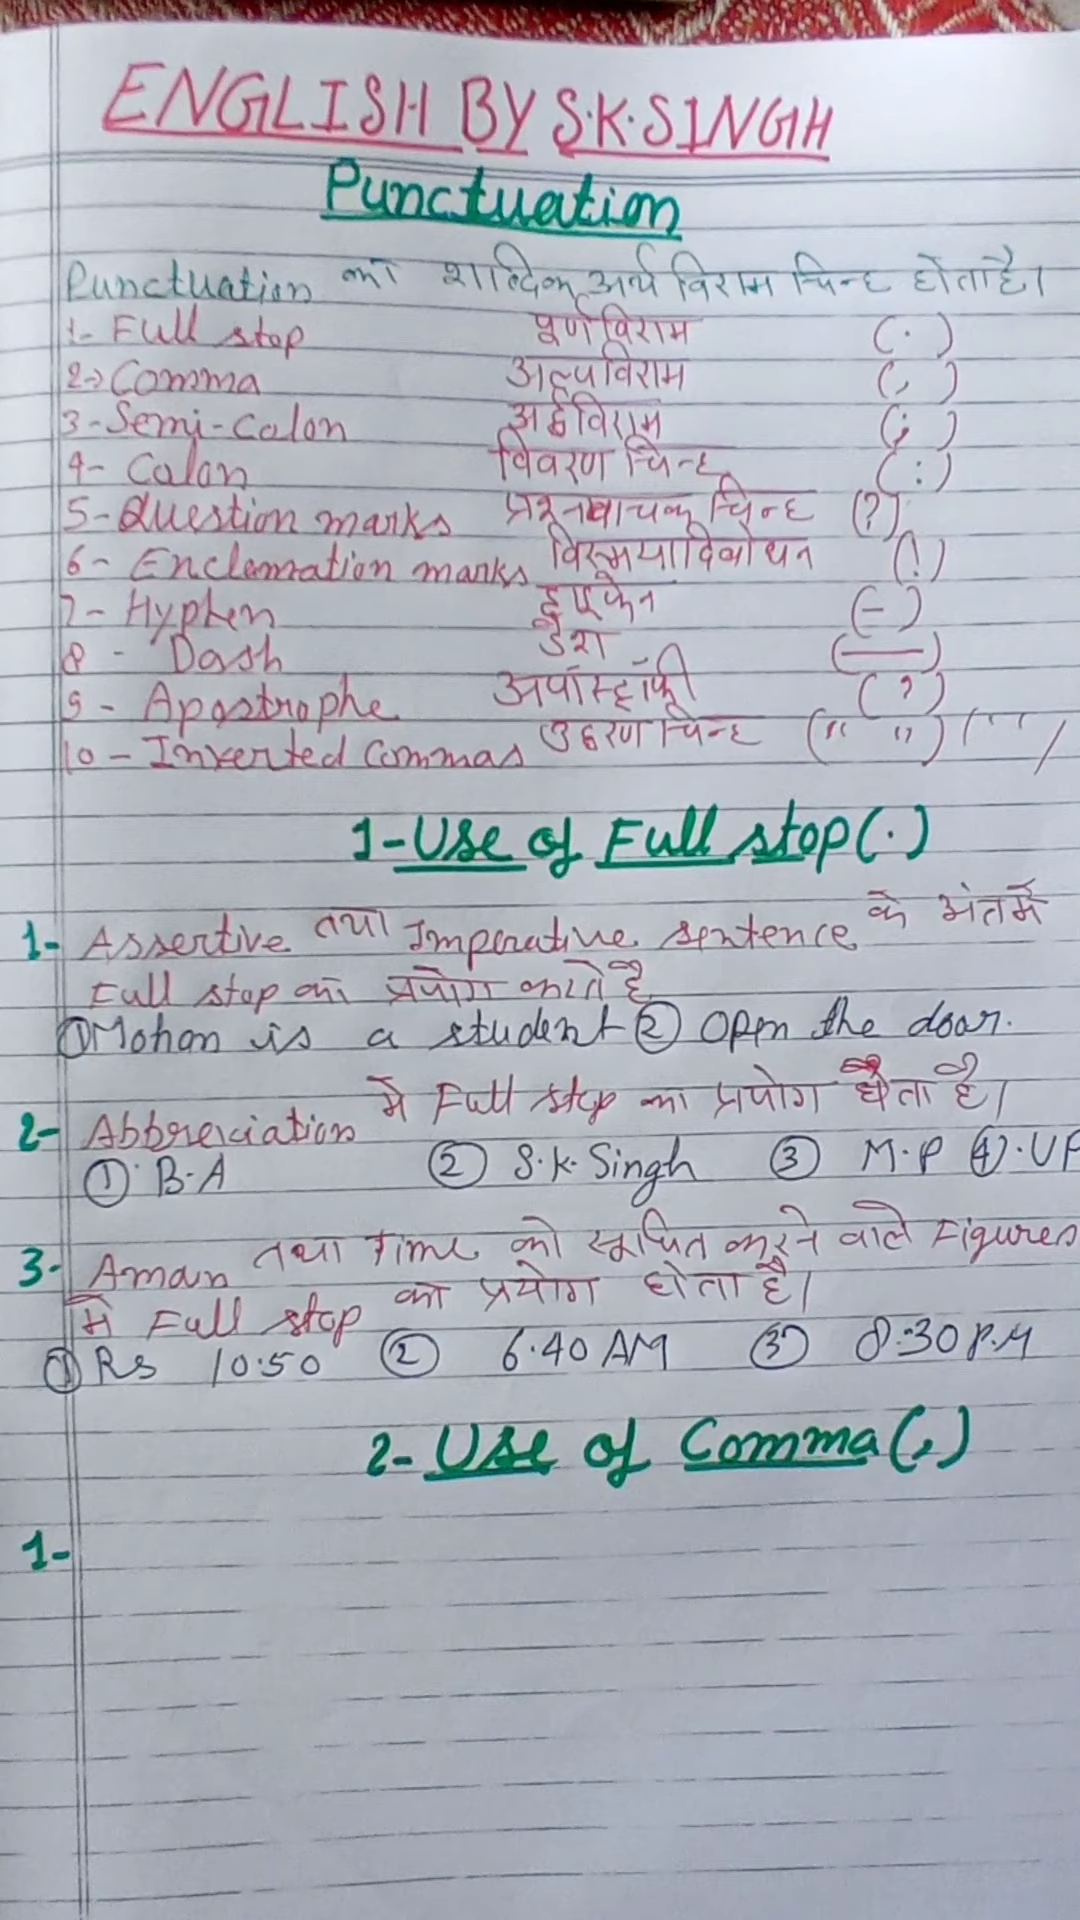 ENGLISH BY S.K.SINGH
Punctuation
Punctuation का शाब्दिक अर्थ विराम चिन्ह होता है।
1- Full stop पूर्ण विराम (.)
2→ Comma अल्पविराम (,)
3-Semi-Colon अर्द्धविराम (;)
4- Colon विवरण चिन्ह (:)
5-Question marks प्रश्नवाचक चिन्ह (?)
6- Enclamation marks विस्मयादिबोधन (!)
7- Hyphen हाइफेन (-)
8 - Dash डैश (—)
9 - Apostrophe अपॉस्ट्रॉफी (’)
10 - Inverted Commas उद्धरण चिन्ह (“ ”) (‘ ’)
1-Use of Full stop(.)
1- Assertive तथा Imperative sentence के अंत में
Full stop का प्रयोग करते है
① Mohan is a student ② Open the door.
2- Abbreviation में Full stop का प्रयोग होता है।
① B.A ② S.K. Singh ③ M.P ④.UP
3- Aman तथा Time को स्थापित करने वाले Figures
में Full stop का प्रयोग होता है।
① Rs 10.50 ② 6.40 AM ③ 8.30 P.M
2- Use of Comma(,)
1-